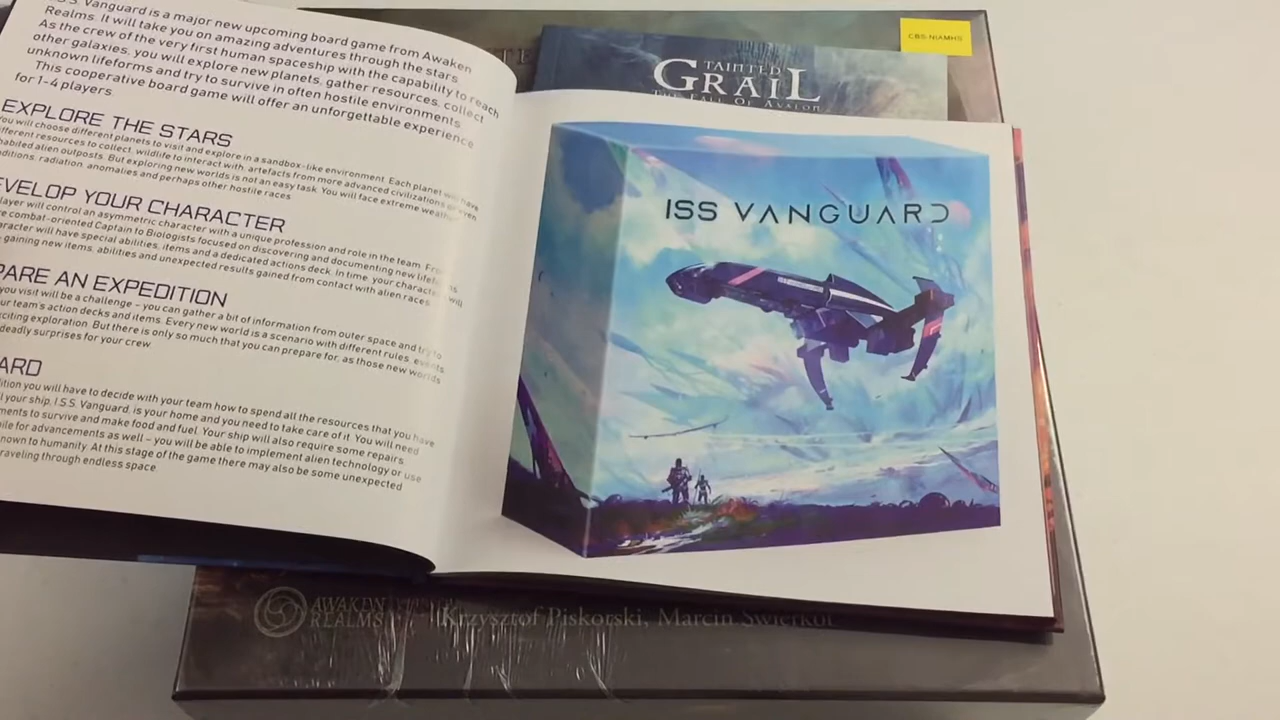 I.S.S. Vanguard is a major new upcoming board game from Awaken
Realms. It will take you on amazing adventures through the stars
As the crew of the very first human spaceship with the capability to reach
other galaxies, you will explore new planets, gather resources, collect
unknown lifeforms and try to survive in often hostile environments.
This cooperative board game will offer an unforgettable experience
for 1-4 players.
EXPLORE THE STARS
You will choose different planets to visit and explore in a sandbox-like environment. Each planet will have
different resources to collect, wildlife to interact with, artefacts from more advanced civilizations or even
habited alien outposts. But exploring new worlds is not an easy task. You will face extreme weather
ditions, radiation, anomalies and perhaps other hostile races
VELOP YOUR CHARACTER
layer will control an asymmetric character with a unique profession and role in the team. From
e combat-oriented Captain to Biologists focused on discovering and documenting new lifeforms
aracter will have special abilities, items and a dedicated actions deck. In time, your character will
gaining new items, abilities and unexpected results gained from contact with alien races
PARE AN EXPEDITION
you visit will be a challenge – you can gather a bit of information from outer space and try to
ur team's action decks and items. Every new world is a scenario with different rules, events
citing exploration. But there is only so much that you can prepare for, as those new worlds
deadly surprises for your crew
ARD
ition you will have to decide with your team how to spend all the resources that you have
l your ship, I.S.S. Vanguard, is your home and you need to take care of it. You will need
ments to survive and make food and fuel. Your ship will also require some repairs
ile for advancements as well – you will be able to implement alien technology or use
nown to humanity. At this stage of the game there may also be some unexpected
raveling through endless space
CBS-NIAMHS
TAINTED
GRAIL
THE FALL OF AVALON
ISS VANGUARD
AWAKEN
REALMS
Krzysztof Piskorski, Marcin Świerkot